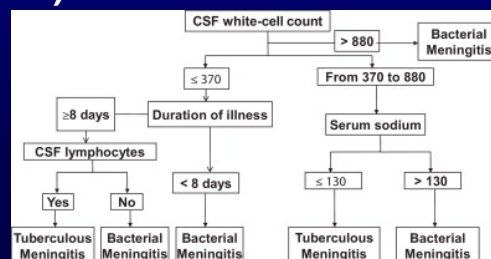 CSF white-cell count
> 880
Bacterial
Meningitis
≤ 370
From 370 to 880
≥8 days
Duration of illness
Serum sodium
CSF lymphocytes
< 8 days
≤ 130
> 130
Yes
No
Tuberculous
Meningitis
Bacterial
Meningitis
Bacterial
Meningitis
Tuberculous
Meningitis
Bacterial
Meningitis